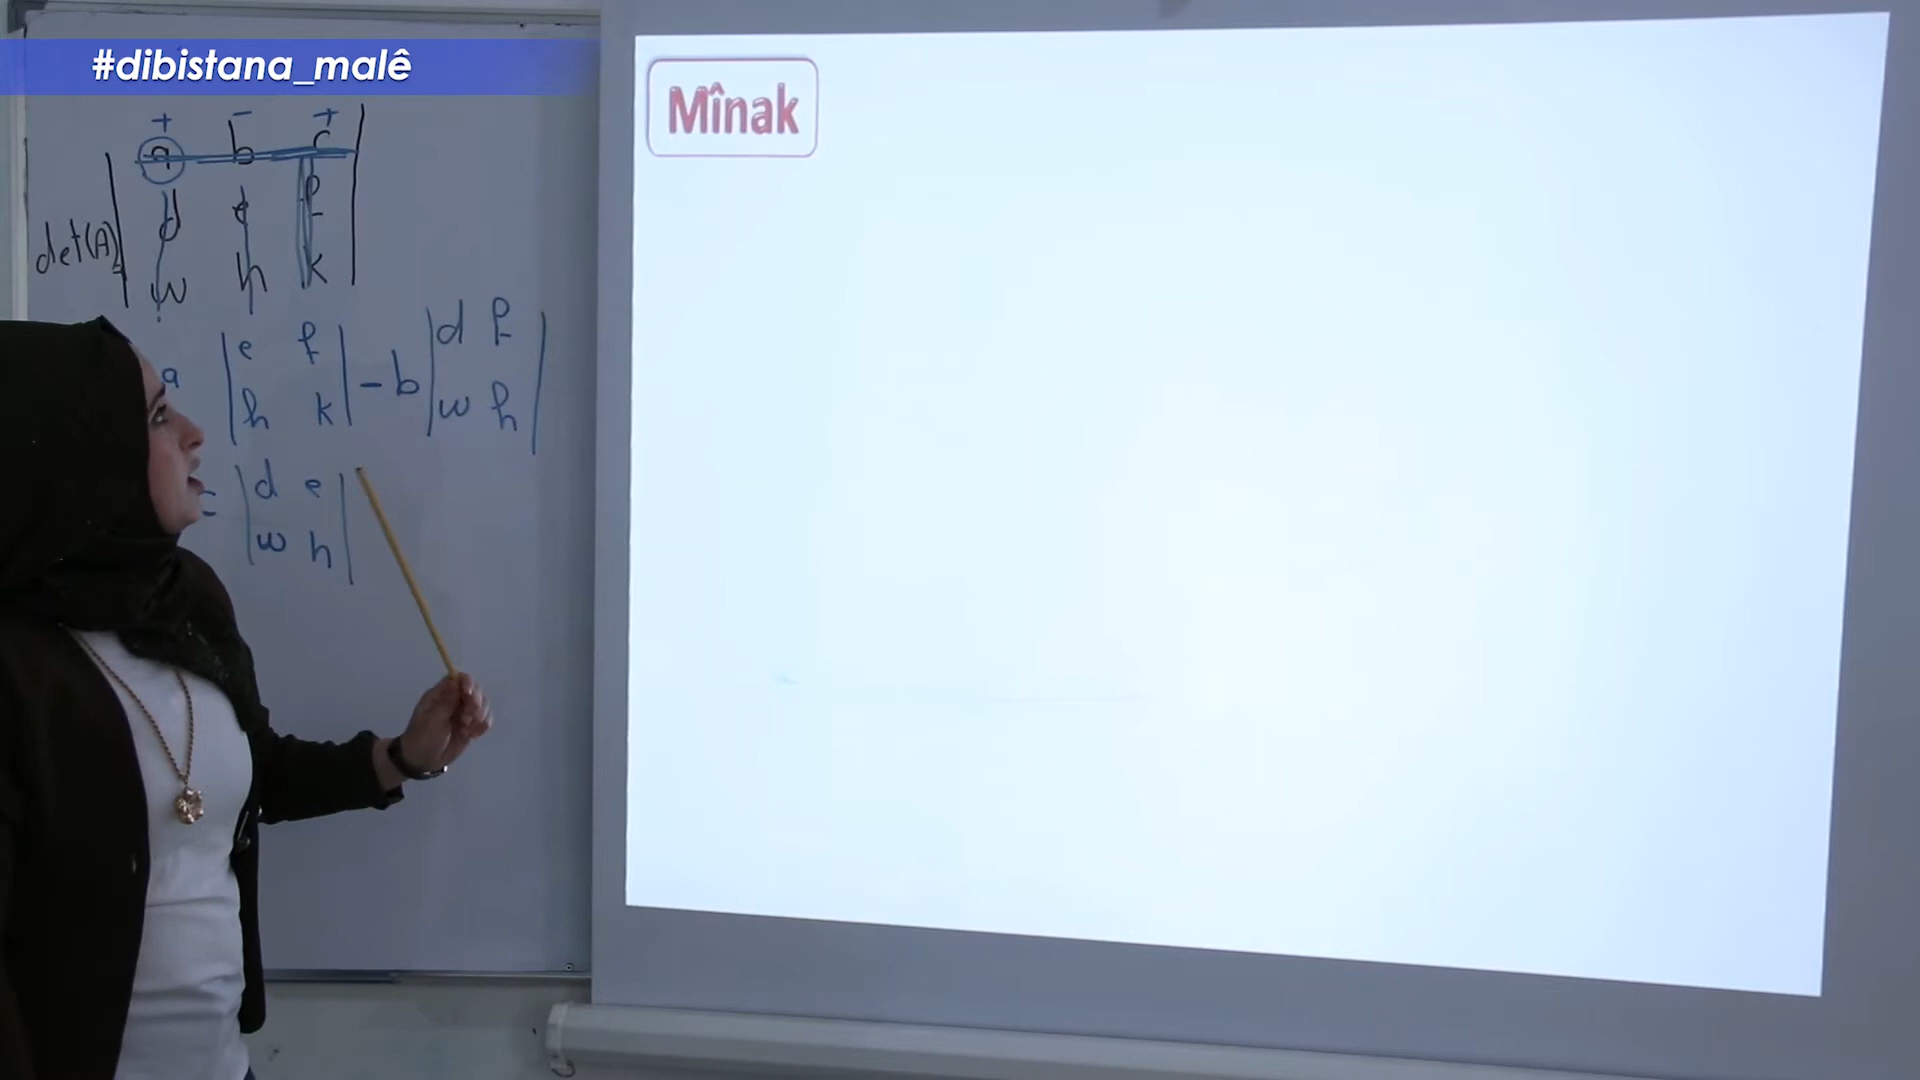 #dibistana_malê
+ - +
a b c
d e f
det(A)
w h k
a | e f | - b | d f |
| h k | | w h |
| d e |
| w h |
Mînak